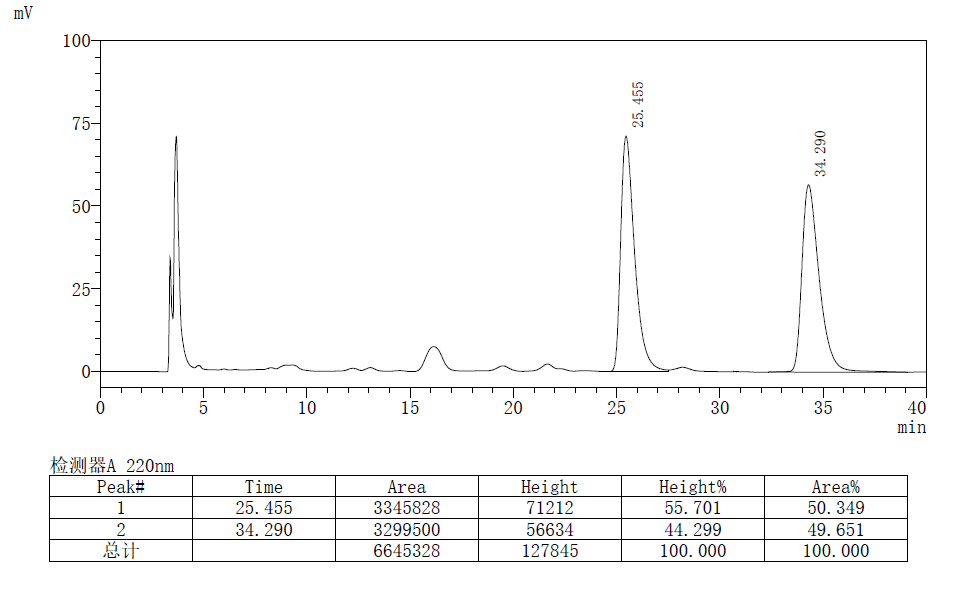 mV
100
75
50
25
0
25.455
34.290
0 5 10 15 20 25 30 35 40
min
检测器A 220nm
Peak# Time Area Height Height% Area%
1 25.455 3345828 71212 55.701 50.349
2 34.290 3299500 56634 44.299 49.651
总计 6645328 127845 100.000 100.000